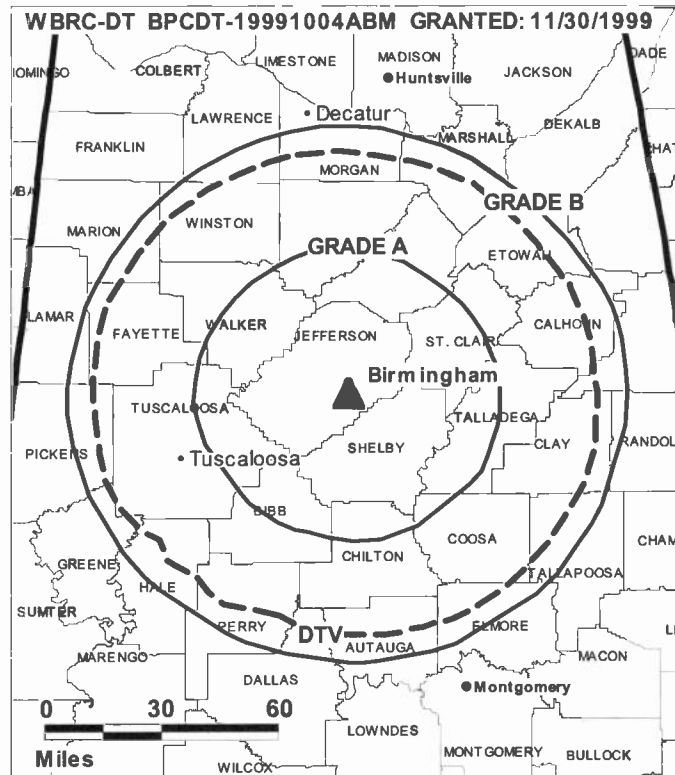 WBRC-DT BPCDT-19991004ABM GRANTED: 11/30/1999
LIMESTONE
MADISON
DADE
OMINGO
COLBERT
Huntsville
JACKSON
Decatur
LAWRENCE
DEKALB
MARSHALL
FRANKLIN
MORGAN
GRADE B
MARION
WINSTON
GRADE A
ETOWAH
LAMAR
FAYETTE
WALKER
JEFFERSON
ST. CLAIR
CALHOUN
Birmingham
TUSCALOOSA
TALLADEGA
PICKENS
Tuscaloosa
SHELBY
CLAY
RANDOL
BIBB
COOSA
CHAM
GREENE
CHILTON
HALE
TALLAPOOSA
SUMTER
PERRY
DTV
AUTAUGA
ELMORE
MARENGO
MACON
DALLAS
Montgomery
0 30 60
Miles
LOWNDES
MONTGOMERY
BULLOCK
WILCOX